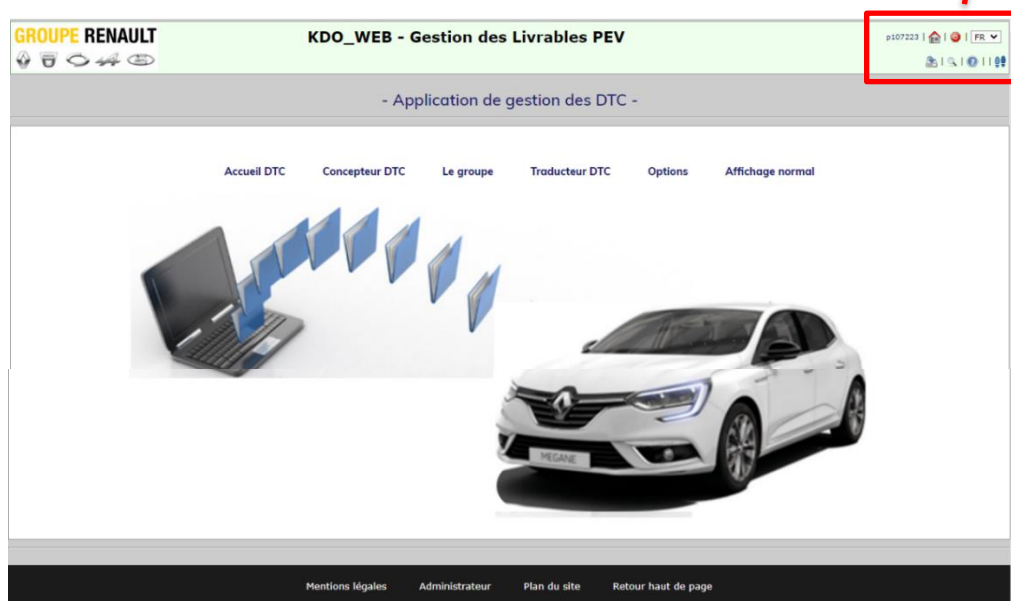 GROUPE RENAULT
KDO_WEB - Gestion des Livrables PEV
p107223 | | | FR
| | | |
- Application de gestion des DTC -
Accueil DTC Concepteur DTC Le groupe Traducteur DTC Options Affichage normal
MEGANE
Mentions légales Administrateur Plan du site Retour haut de page